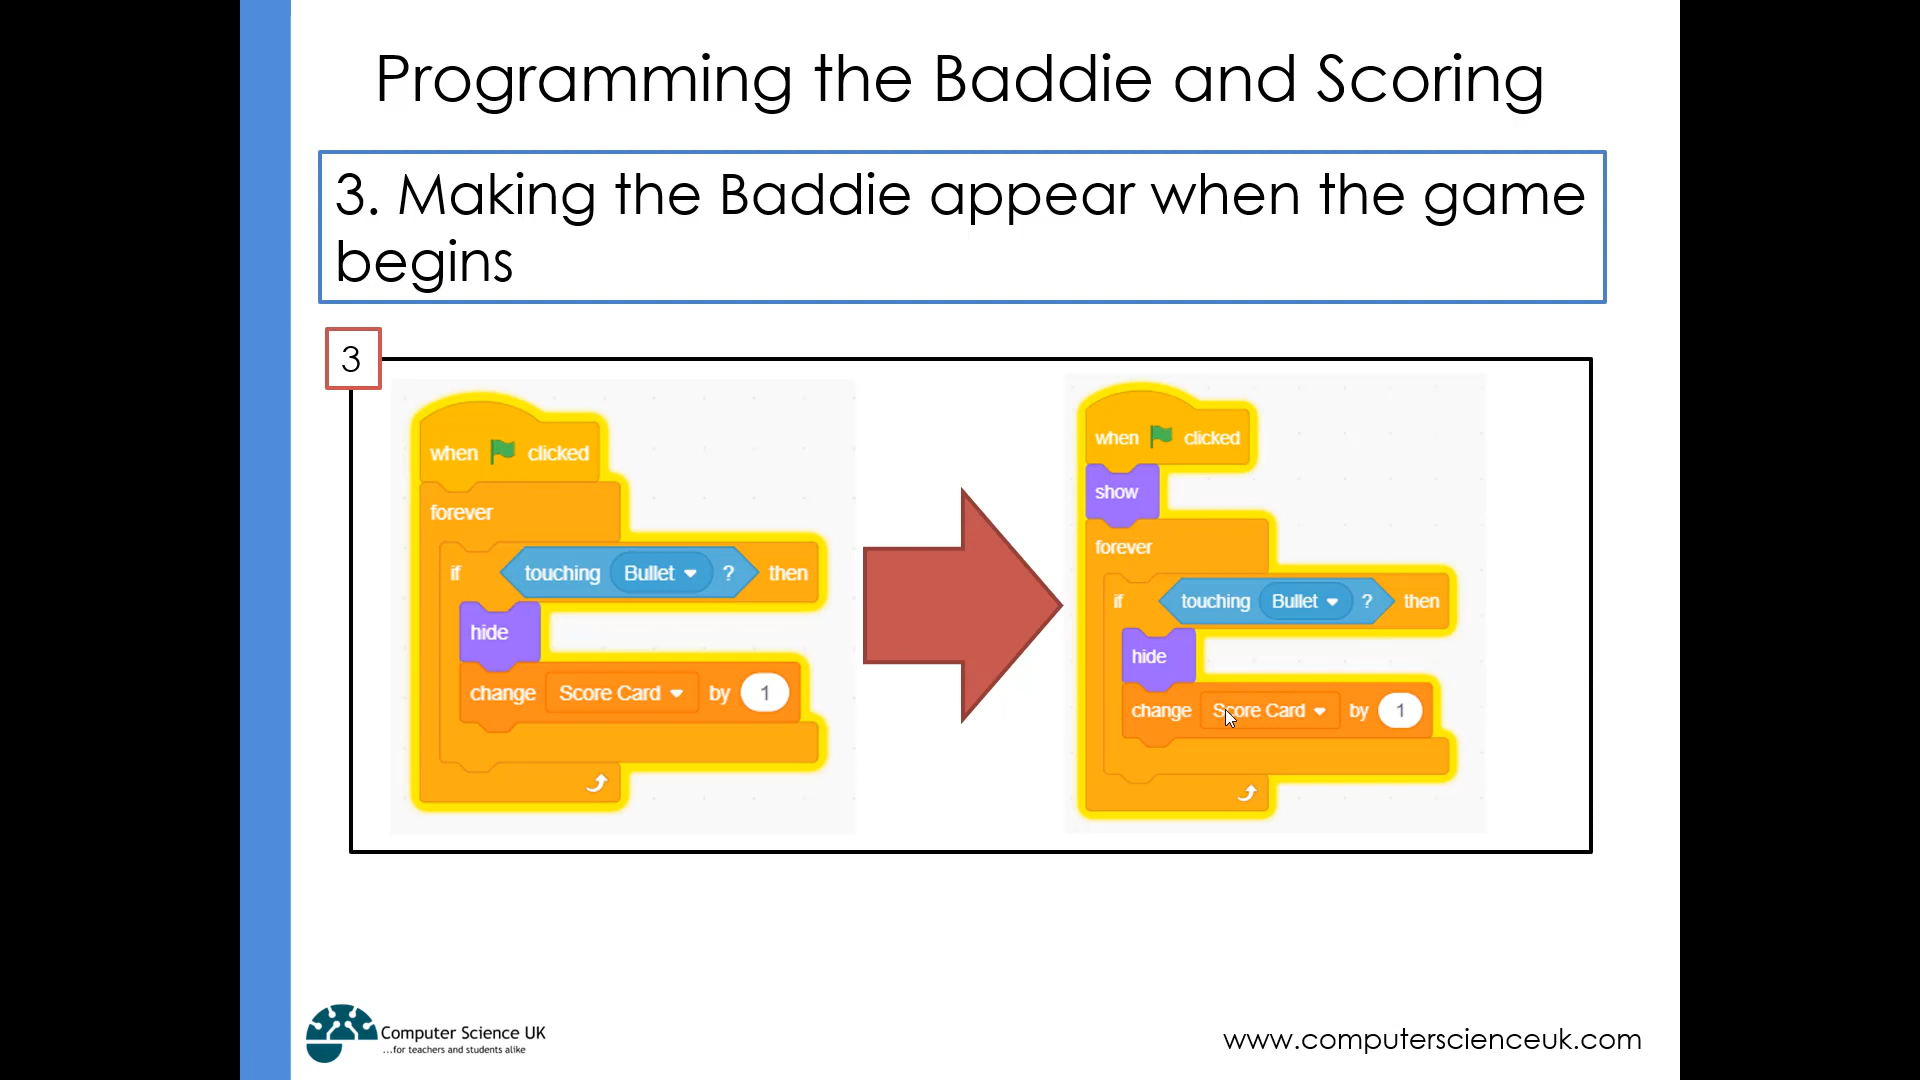 Programming the Baddie and Scoring
3. Making the Baddie appear when the game
begins
3
when clicked
forever
if touching Bullet ? then
hide
change Score Card by 1
when clicked
show
forever
if touching Bullet ? then
hide
change Score Card by 1
Computer Science UK
...for teachers and students alike
www.computerscienceuk.com